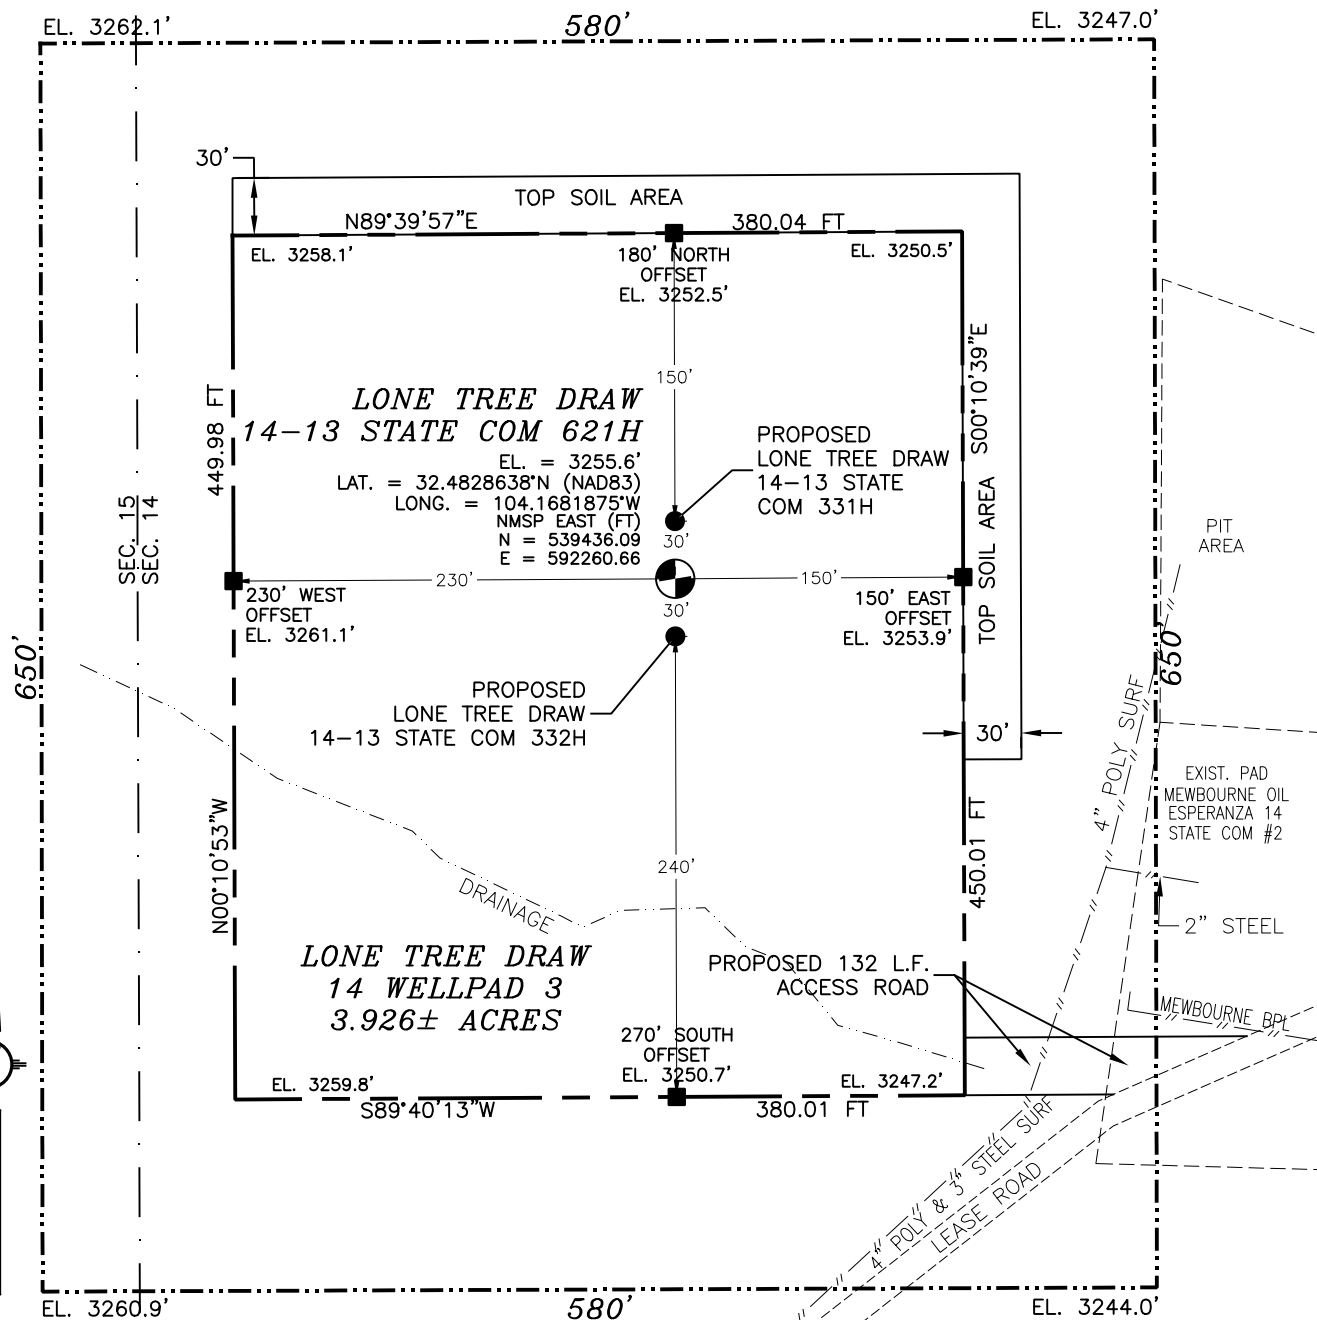 EL. 3262.1'
580'
EL. 3247.0'
30'
TOP SOIL AREA
N89°39'57"E
380.04 FT
EL. 3258.1'
180' NORTH
OFFSET
EL. 3252.5'
EL. 3250.5'
150'
449.98 FT
S00°10'39"E
LONE TREE DRAW
14-13 STATE COM 621H
EL. = 3255.6'
LAT. = 32.4828638°N (NAD83)
LONG. = 104.1681875°W
NMSP EAST (FT)
N = 539436.09
E = 592260.66
PROPOSED
LONE TREE DRAW
14-13 STATE
COM 331H
30'
SEC. 15
SEC. 14
TOP SOIL AREA
PIT
AREA
230'
150'
230' WEST
OFFSET
EL. 3261.1'
30'
150' EAST
OFFSET
EL. 3253.9'
650'
650'
PROPOSED
LONE TREE DRAW
14-13 STATE COM 332H
30'
4" POLY SURF
EXIST. PAD
MEWBOURNE OIL
ESPERANZA 14
STATE COM #2
N00°10'53"W
240'
450.01 FT
DRAINAGE
2" STEEL
LONE TREE DRAW
14 WELLPAD 3
3.926± ACRES
PROPOSED 132 L.F.
ACCESS ROAD
MEWBOURNE BPL
270' SOUTH
OFFSET
EL. 3250.7'
EL. 3259.8'
EL. 3247.2'
S89°40'13"W
380.01 FT
4" POLY & 3" STEEL SURF
LEASE ROAD
EL. 3260.9'
580'
EL. 3244.0'